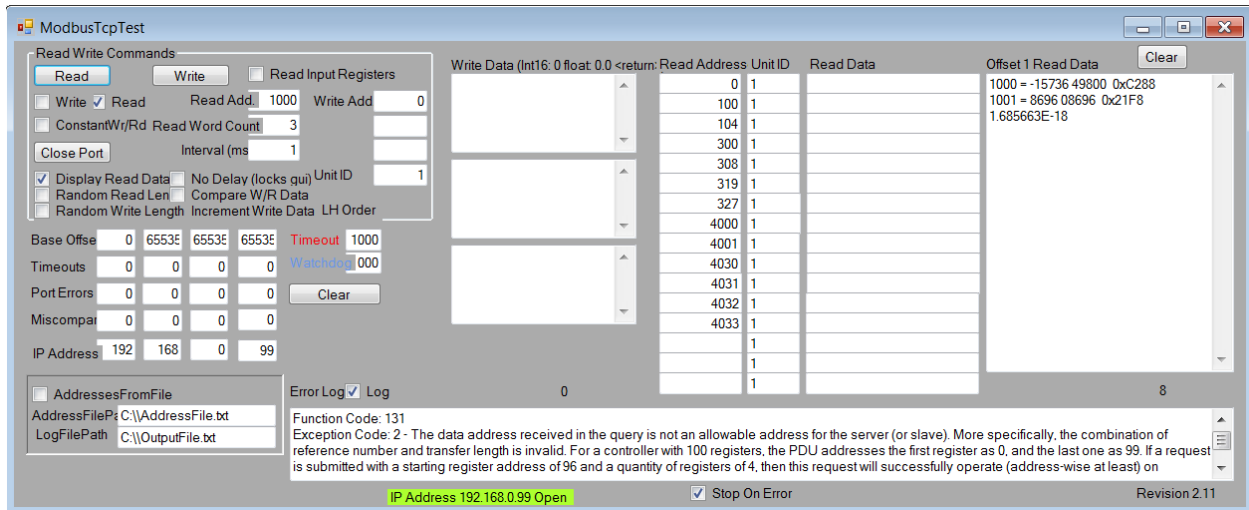 ModbusTcpTest
Read Write Commands
Read Write Read Input Registers
Write Read Read Add. 1000 Write Add 0
ConstantWr/Rd Read Word Count 3
Close Port Interval (ms 1
Display Read Data No Delay (locks gui) Unit ID 1
Random Read Len Compare W/R Data
Random Write Length Increment Write Data LH Order
Base Offse 0 65535 65535 65535 Timeout 1000
Timeouts 0 0 0 0 Watchdog 000
Port Errors 0 0 0 0 Clear
Miscompar 0 0 0 0
IP Address 192 168 0 99
AddressesFromFile
AddressFilePa C:\\AddressFile.txt
LogFilePath C:\\OutputFile.txt
Write Data (Int16: 0 float: 0.0 <return:
Read Address Unit ID Read Data
0 1
100 1
104 1
300 1
308 1
319 1
327 1
4000 1
4001 1
4030 1
4031 1
4032 1
4033 1
1
1
1
Offset 1 Read Data Clear
1000 = -15736 49800 0xC288
1001 = 8696 08696 0x21F8
1.685663E-18
Error Log Log 0 8
Function Code: 131
Exception Code: 2 - The data address received in the query is not an allowable address for the server (or slave). More specifically, the combination of
reference number and transfer length is invalid. For a controller with 100 registers, the PDU addresses the first register as 0, and the last one as 99. If a request
is submitted with a starting register address of 96 and a quantity of registers of 4, then this request will successfully operate (address-wise at least) on
IP Address 192.168.0.99 Open Stop On Error Revision 2.11